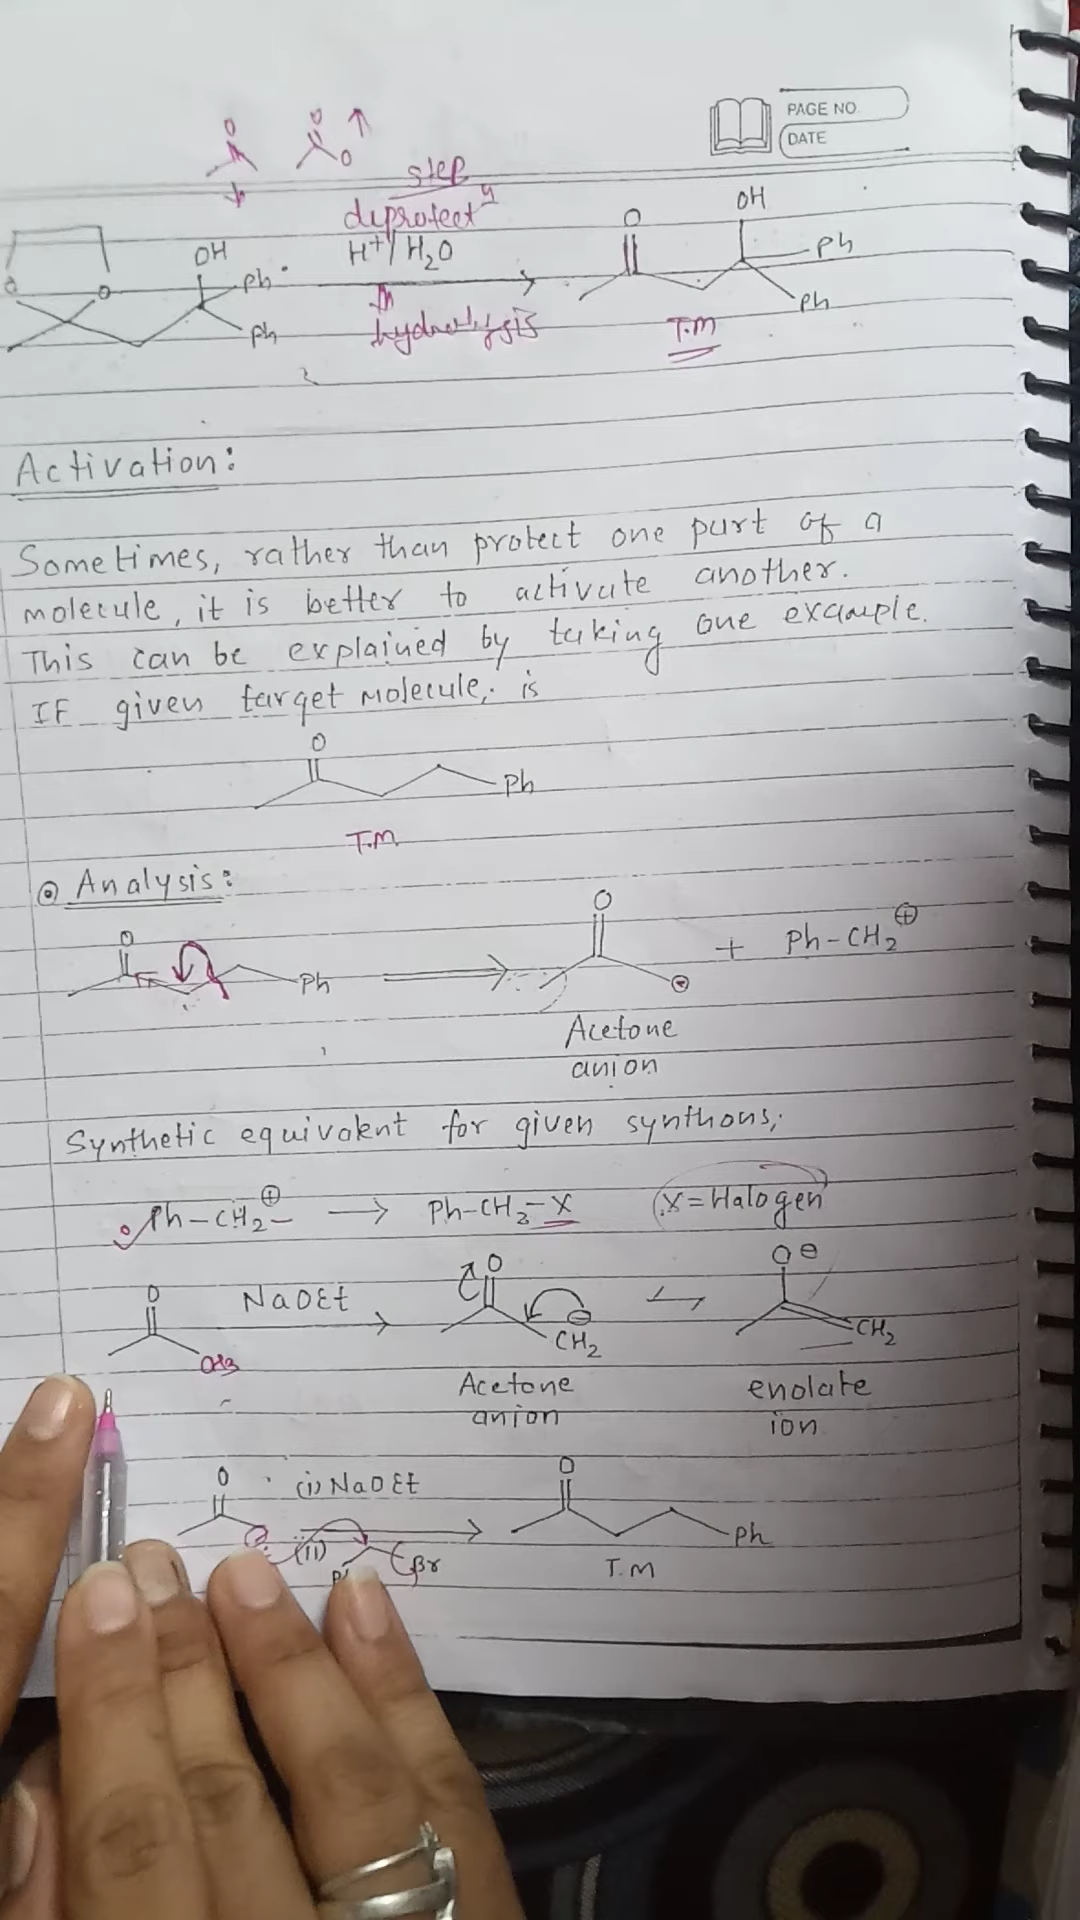 PAGE NO.
DATE
O O
O
step
deprotectⁿ
H⁺/H₂O
hydrolysis
OH
Ph
Ph
O O
O
OH
Ph
Ph
T.M
Activation:
Sometimes, rather than protect one part of a
molecule, it is better to activate another.
This can be explained by taking one example.
IF given target molecule, is
O
Ph
T.M
Analysis:
O
Ph
O
⊖
+ Ph-CH₂⊕
Acetone
anion
Synthetic equivalent for given synthons,
Ph-CH₂⊕ → Ph-CH₂-X (X=Halogen)
O
CH3
NaOEt
O
⊖
CH₂
O⊖
CH₂
Acetone
anion
enolate
ion
O
(i) NaOEt
(ii)
Br
O
Ph
T.M